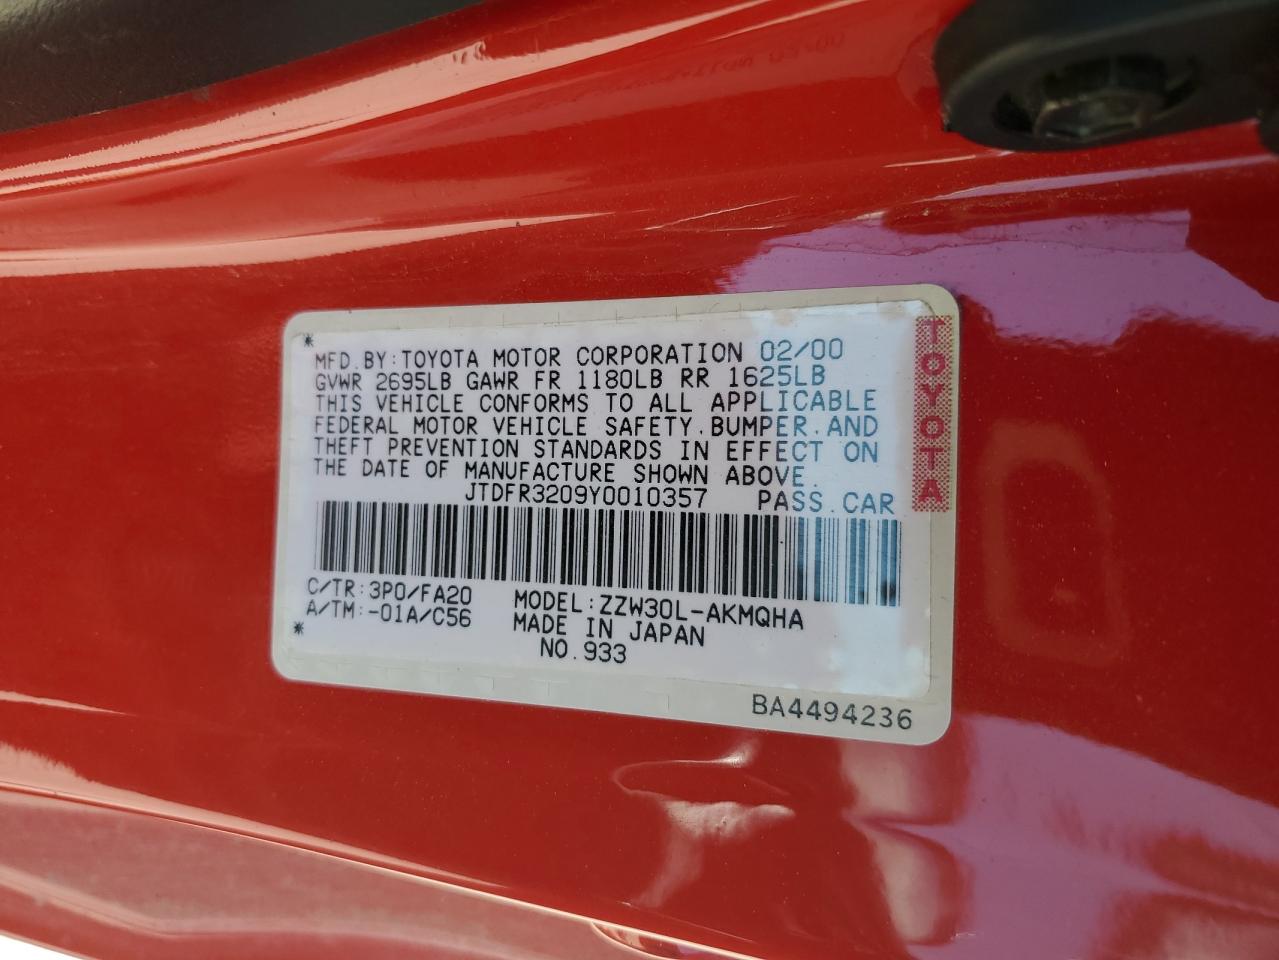 *
MFD.BY:TOYOTA MOTOR CORPORATION 02/00
GVWR 2695LB GAWR FR 1180LB RR 1625LB
THIS VEHICLE CONFORMS TO ALL APPLICABLE
FEDERAL MOTOR VEHICLE SAFETY,BUMPER,AND
THEFT PREVENTION STANDARDS IN EFFECT ON
THE DATE OF MANUFACTURE SHOWN ABOVE.
JTDFR3209Y0010357 PASS.CAR
C/TR:3P0/FA20 MODEL:ZZW30L-AKMQHA
A/TM:-01A/C56 MADE IN JAPAN
* NO.933
BA4494236
TOYOTA